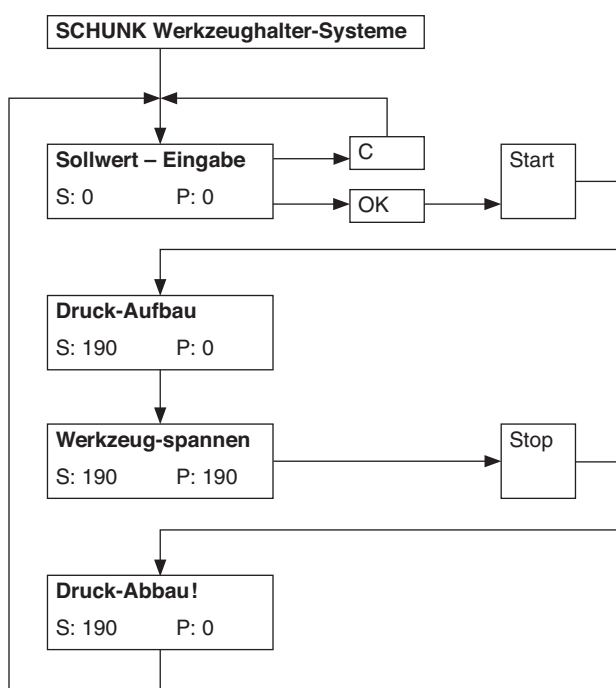 SCHUNK Werkzeughalter-Systeme
Sollwert – Eingabe
S: 0 P: 0
C
OK
Start
Druck-Aufbau
S: 190 P: 0
Werkzeug-spannen
S: 190 P: 190
Stop
Druck-Abbau!
S: 190 P: 0